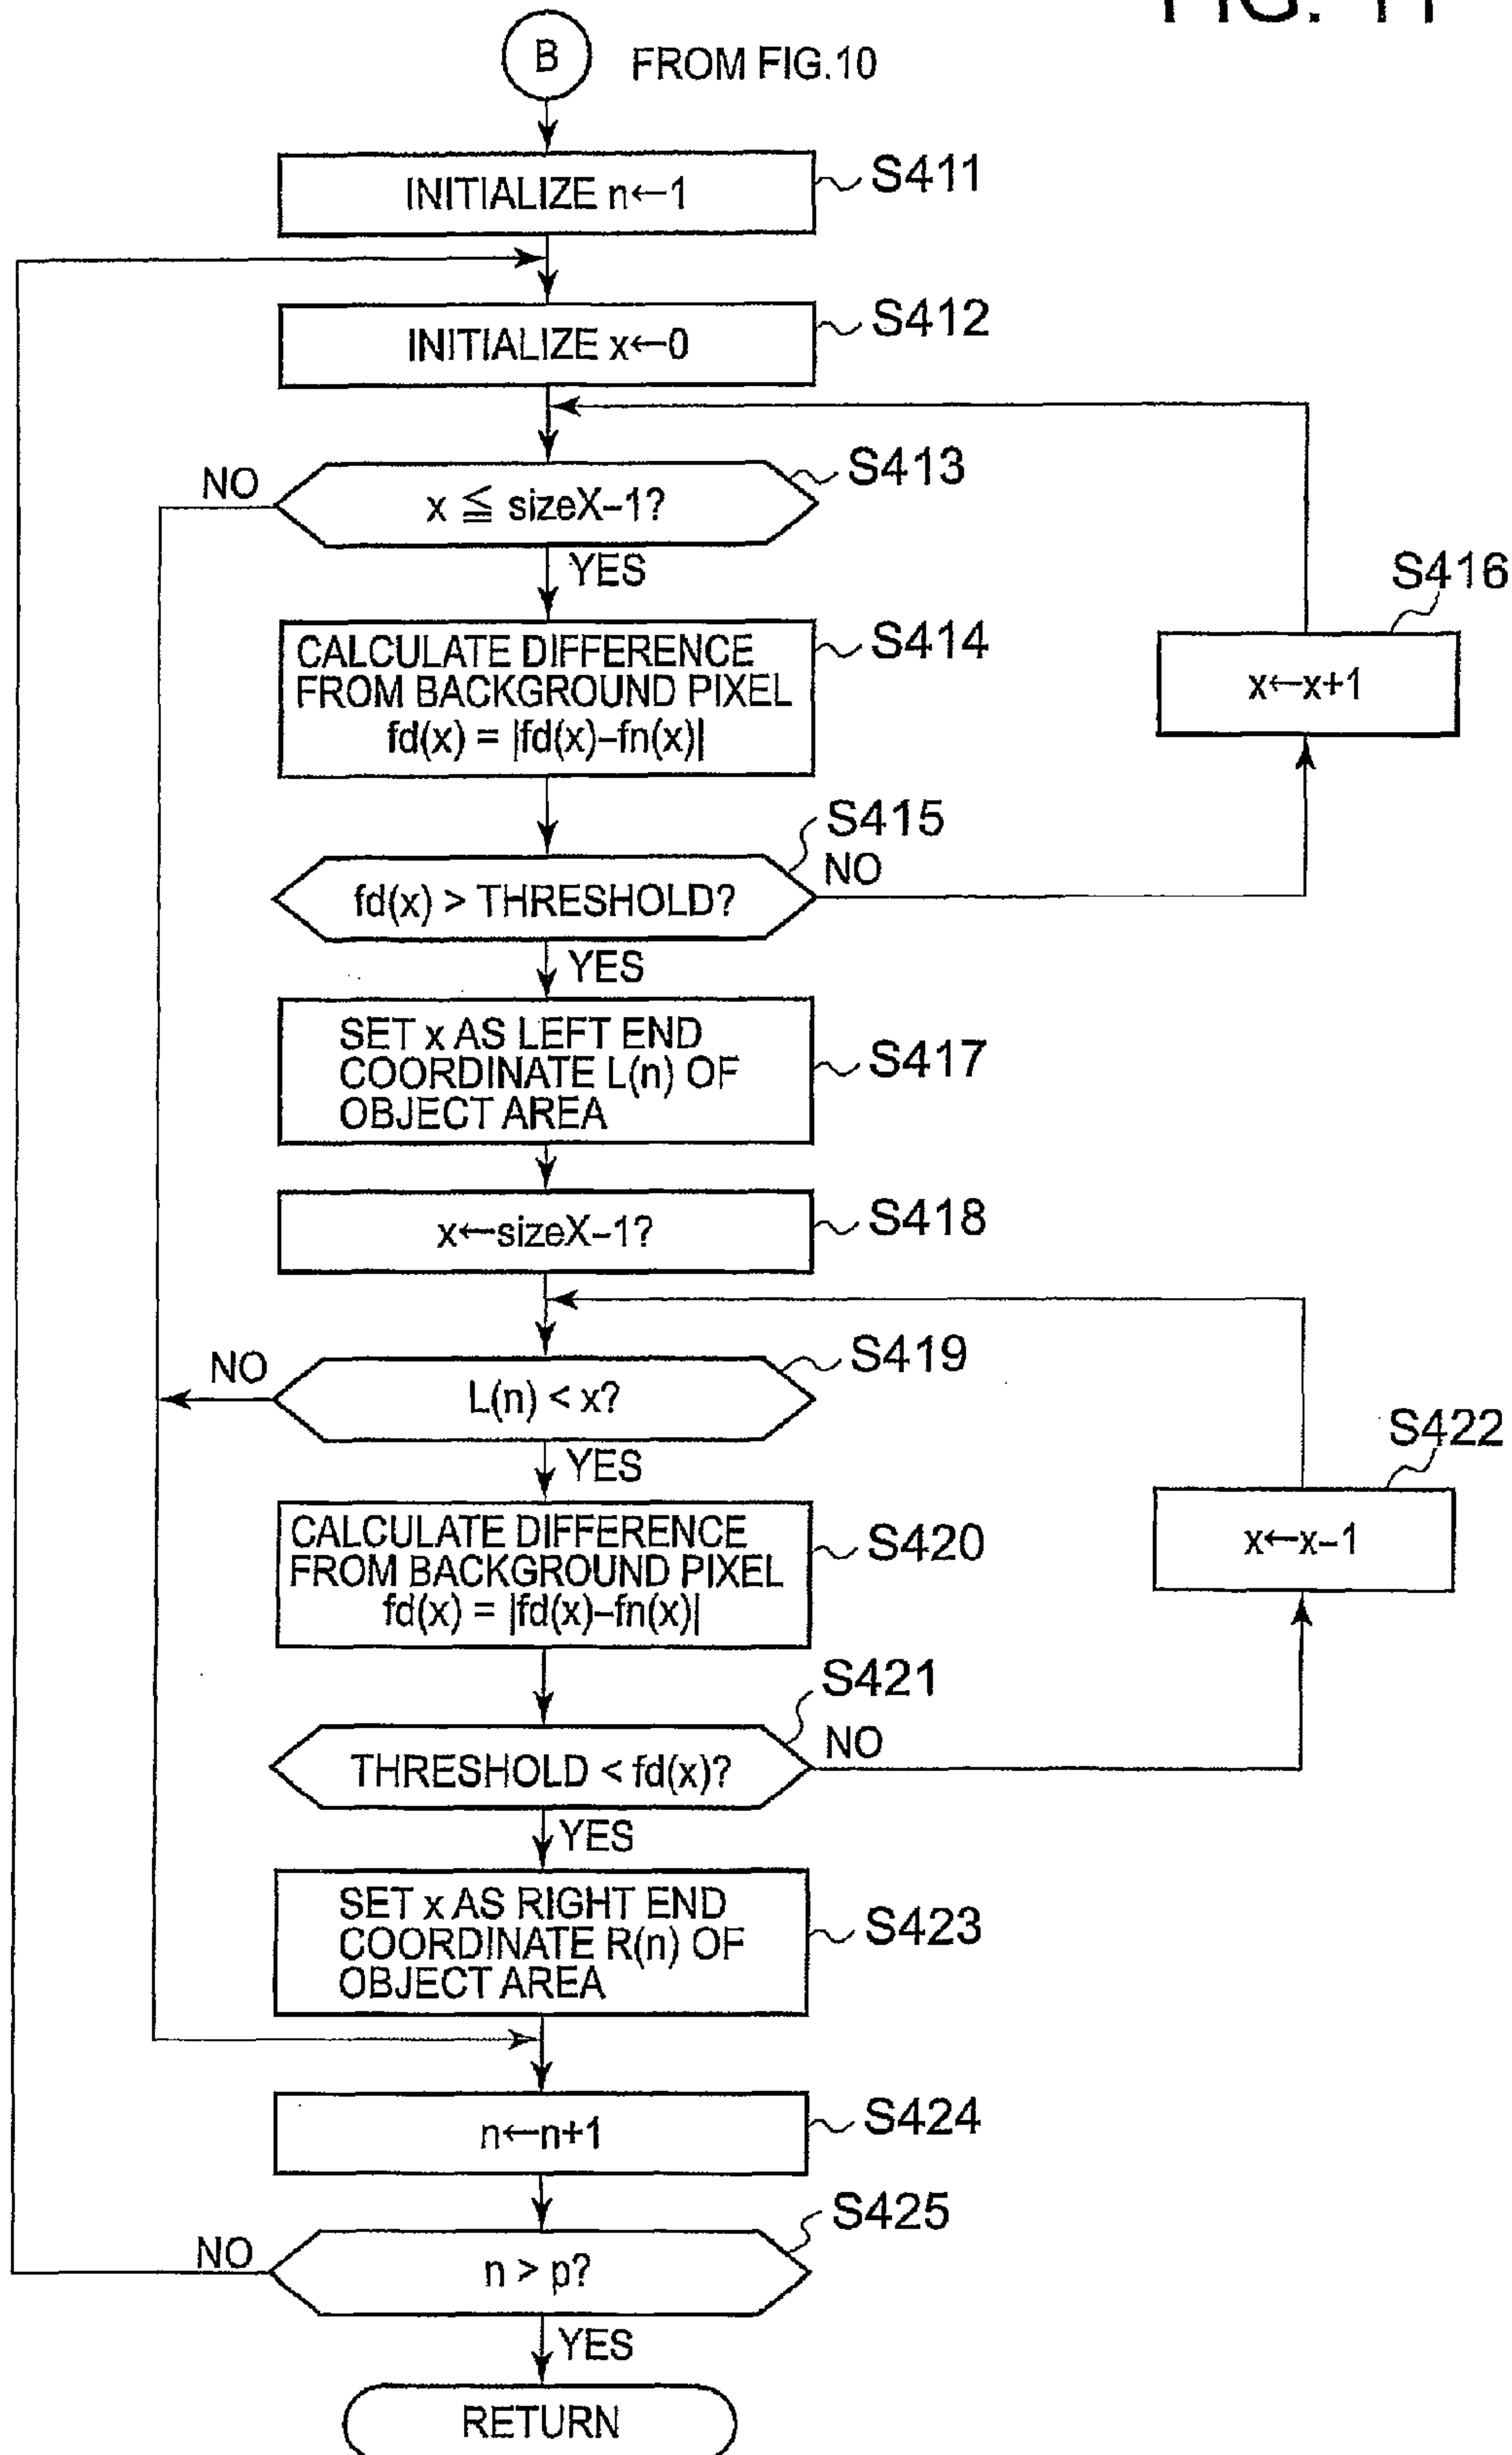 FIG. 11
B
FROM FIG.10
INITIALIZE n←1
S411
INITIALIZE x←0
S412
x ≦ sizeX–1?
S413
NO
YES
CALCULATE DIFFERENCE
FROM BACKGROUND PIXEL
fd(x) = |fd(x)–fn(x)|
S414
S416
x←x+1
fd(x) > THRESHOLD?
S415
NO
YES
SET x AS LEFT END
COORDINATE L(n) OF
OBJECT AREA
S417
x←sizeX–1?
S418
L(n) < x?
S419
NO
YES
CALCULATE DIFFERENCE
FROM BACKGROUND PIXEL
fd(x) = |fd(x)–fn(x)|
S420
S422
x←x–1
THRESHOLD < fd(x)?
S421
NO
YES
SET x AS RIGHT END
COORDINATE R(n) OF
OBJECT AREA
S423
n←n+1
S424
n > p?
S425
NO
YES
RETURN